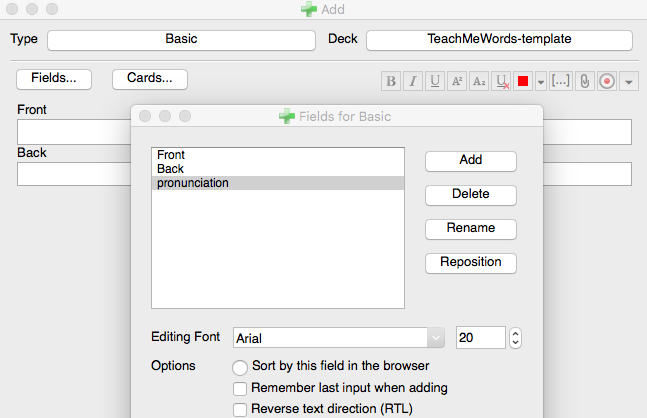 Add
Type Basic Deck TeachMeWords-template
Fields... Cards... B I U A² A₂ U [...]
Front
Fields for Basic
Back
Front
Back
pronunciation
Add
Delete
Rename
Reposition
Editing Font Arial 20
Options Sort by this field in the browser
Remember last input when adding
Reverse text direction (RTL)